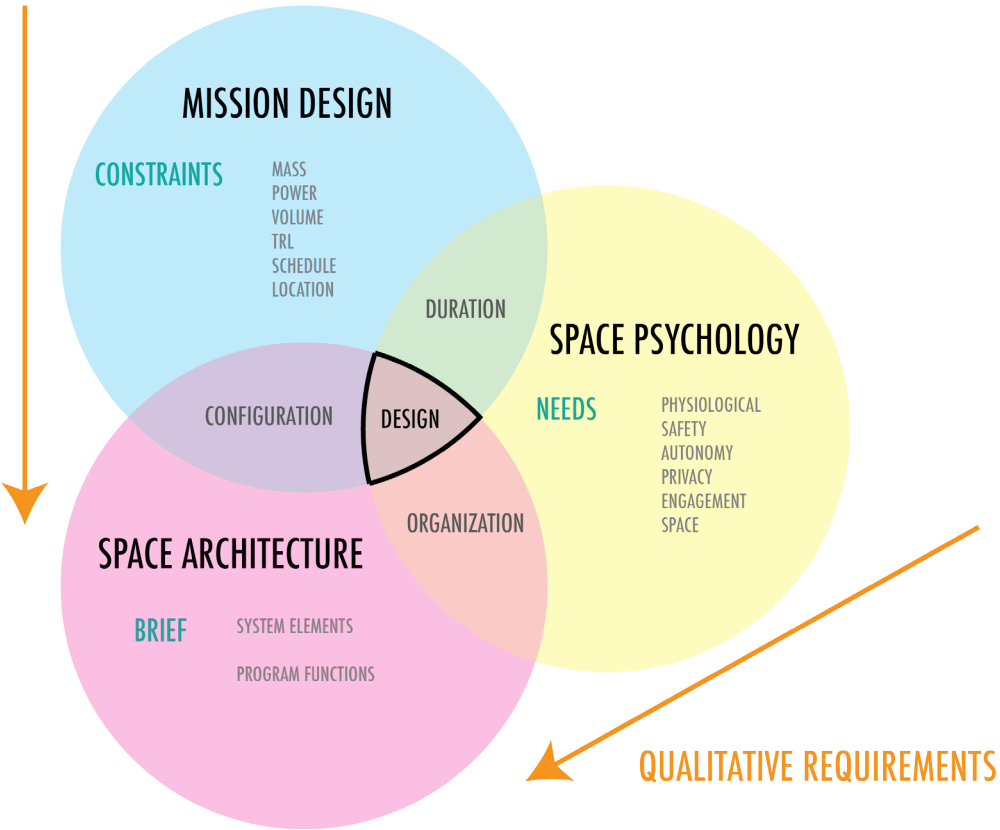 MISSION DESIGN
CONSTRAINTS
MASS
POWER
VOLUME
TRL
SCHEDULE
LOCATION
DURATION
SPACE PSYCHOLOGY
NEEDS
PHYSIOLOGICAL
SAFETY
AUTONOMY
PRIVACY
ENGAGEMENT
SPACE
CONFIGURATION
DESIGN
ORGANIZATION
SPACE ARCHITECTURE
BRIEF
SYSTEM ELEMENTS
PROGRAM FUNCTIONS
QUALITATIVE REQUIREMENTS